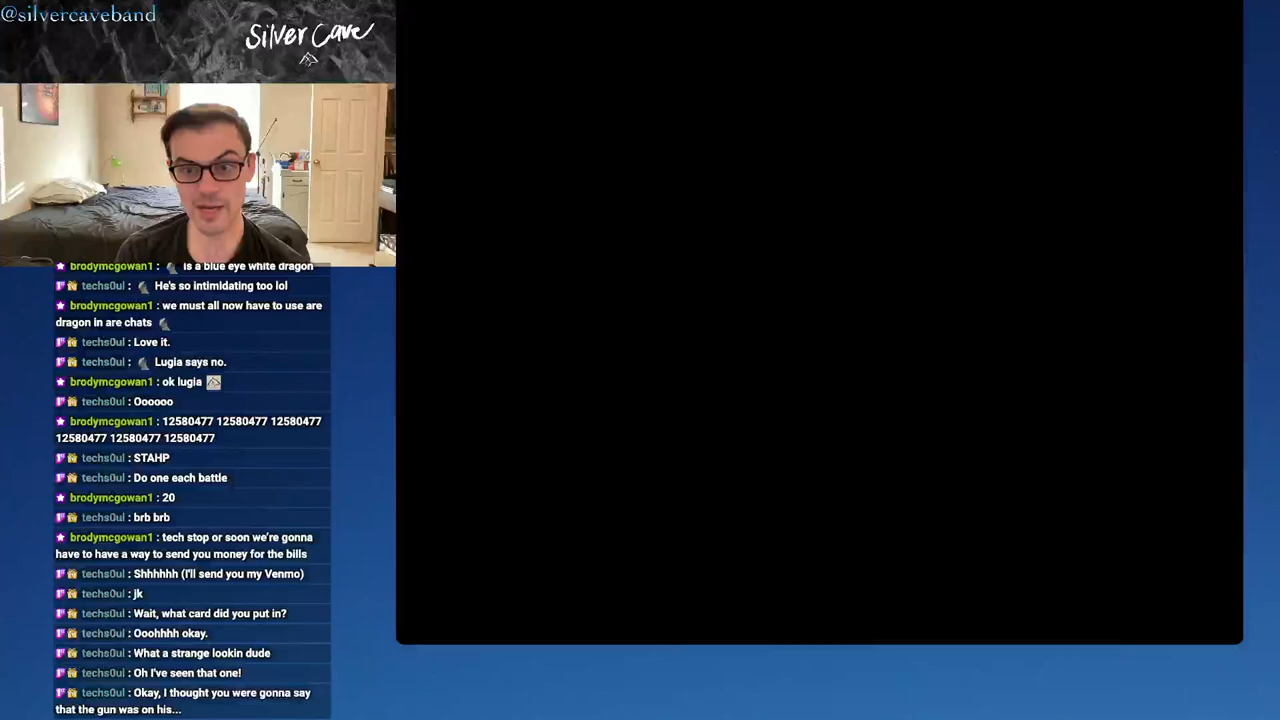 @silvercaveband
Silver Cave
brodymcgowan1 : is a blue eye white dragon
techs0ul : He's so intimidating too lol
brodymcgowan1 : we must all now have to use are
dragon in are chats
techs0ul : Love it.
techs0ul : Lugia says no.
brodymcgowan1 : ok lugia
techs0ul : Oooooo
brodymcgowan1 : 12580477 12580477 12580477
12580477 12580477 12580477
techs0ul : STAHP
techs0ul : Do one each battle
brodymcgowan1 : 20
techs0ul : brb brb
brodymcgowan1 : tech stop or soon we're gonna
have to have a way to send you money for the bills
techs0ul : Shhhhhh (I'll send you my Venmo)
techs0ul : jk
techs0ul : Wait, what card did you put in?
techs0ul : Ooohhhh okay.
techs0ul : What a strange lookin dude
techs0ul : Oh I've seen that one!
techs0ul : Okay, I thought you were gonna say
that the gun was on his...